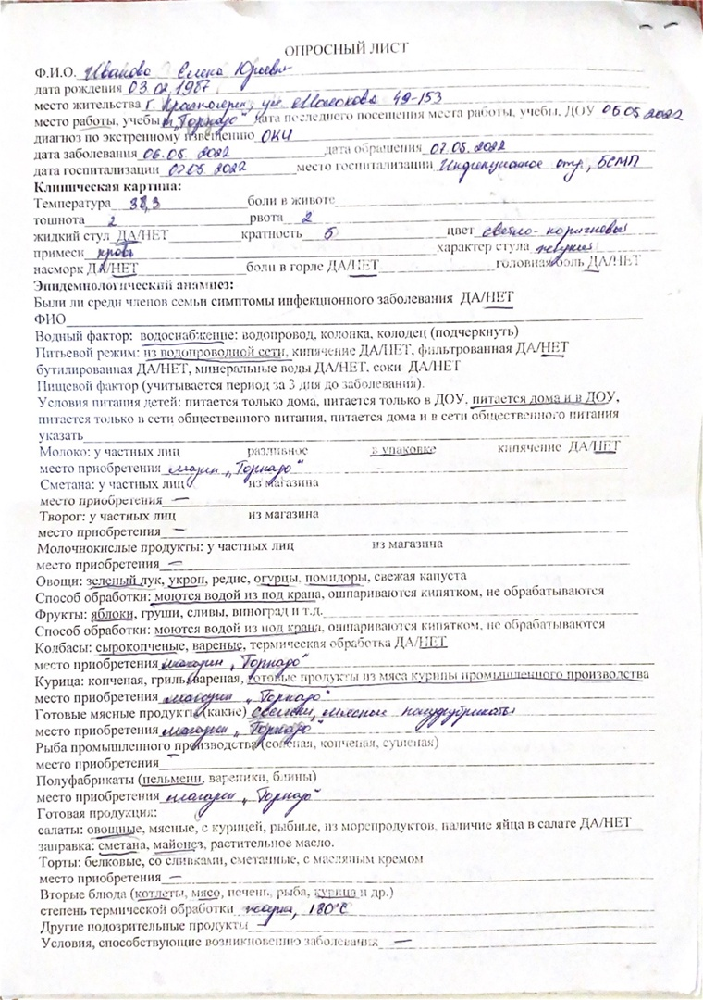 ОПРОСНЫЙ ЛИСТ
Ф.И.О. Иванова Елена Юрьевн
дата рождения 03.02.1987
место жительства г. Красноярск, ул. Молокова 49-153
место работы, учебы м. "Торнадо" дата последнего посещения места работы, учебы, ДОУ 06.05.2022
диагноз по экстренному извещению ОКИ
дата заболевания 06.05.2022 дата обращения 07.05.2022
дата госпитализации 07.05.2022 место госпитализации Инфекционное отд, БСМП
Клиническая картина:
Температура 38,3 боли в животе
тошнота 2 рвота 2
жидкий стул ДА/НЕТ кратность 5 цвет светло-коричневый
примеси кровь характер стула жидкий
насморк ДА/НЕТ боли в горле ДА/НЕТ головная боль ДА/НЕТ
Эпидемиологический анамнез:
Были ли среди членов семьи симптомы инфекционного заболевания ДА/НЕТ
ФИО
Водный фактор: водоснабжение: водопровод, колонка, колодец (подчеркнуть)
Питьевой режим: из водопроводной сети, кипячение ДА/НЕТ, фильтрованная ДА/НЕТ
бутилированная ДА/НЕТ, минеральные воды ДА/НЕТ, соки ДА/НЕТ
Пищевой фактор (учитывается период за 3 дня до заболевания).
Условия питания детей: питается только дома, питается только в ДОУ, питается дома и в ДОУ,
питается только в сети общественного питания, питается дома и в сети общественного питания
указать
Молоко: у частных лиц разливное в упаковке кипячение ДА/НЕТ
место приобретения магазин "Торнадо"
Сметана: у частных лиц из магазина
место приобретения —
Творог: у частных лиц из магазина
место приобретения —
Молочнокислые продукты: у частных лиц из магазина
место приобретения —
Овощи: зеленый лук, укроп, редис, огурцы, помидоры, свежая капуста
Способ обработки: моются водой из под крана, ошпариваются кипятком, не обрабатываются
Фрукты: яблоки, груши, сливы, виноград и т.д.
Способ обработки: моются водой из под крана, ошпариваются кипятком, не обрабатываются
Колбасы: сырокопченые, вареные, термическая обработка ДА/НЕТ
место приобретения магазин "Торнадо"
Курица: копченая, гриль, вареная, готовые продукты из мяса курицы промышленного производства
место приобретения магазин "Торнадо"
Готовые мясные продукты (какие) мясные полуфабрикаты
место приобретения магазин "Торнадо"
Рыба промышленного производства (соленая, копченая, сушеная)
место приобретения —
Полуфабрикаты (пельмени, вареники, блины)
место приобретения магазин "Торнадо"
Готовая продукция:
салаты: овощные, мясные, с курицей, рыбные, из морепродуктов, наличие яйца в салате ДА/НЕТ
заправка: сметана, майонез, растительное масло.
Торты: белковые, со сливками, сметанные, с масляным кремом
место приобретения —
Вторые блюда (котлеты, мясо, печень, рыба, курица и др.)
степень термической обработки жарка, 180°C
Другие подозрительные продукты —
Условия, способствующие возникновению заболевания —